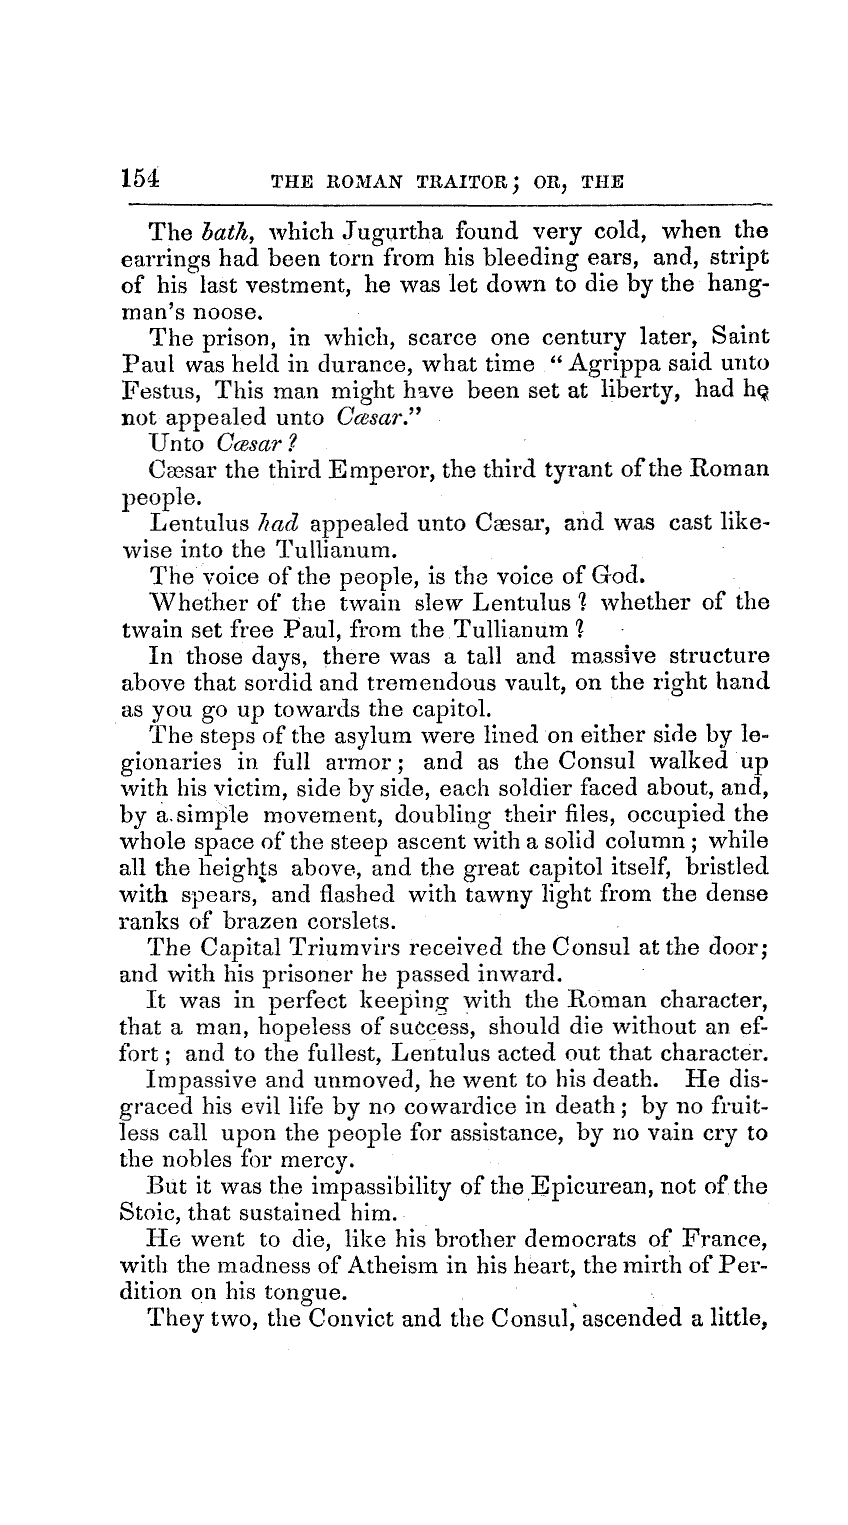 154 THE ROMAN TRAITOR; OR, THE
The bath, which Jugurtha found very cold, when the
earrings had been torn from his bleeding ears, and, stript
of his last vestment, he was let down to die by the hang-
man's noose.
The prison, in which, scarce one century later, Saint
Paul was held in durance, what time "Agrippa said unto
Festus, This man might have been set at liberty, had he
not appealed unto Cæsar."
Unto Cæsar?
Cæsar the third Emperor, the third tyrant of the Roman
people.
Lentulus had appealed unto Cæsar, and was cast like-
wise into the Tullianum.
The voice of the people, is the voice of God.
Whether of the twain slew Lentulus? whether of the
twain set free Paul, from the Tullianum?
In those days, there was a tall and massive structure
above that sordid and tremendous vault, on the right hand
as you go up towards the capitol.
The steps of the asylum were lined on either side by le-
gionaries in full armor; and as the Consul walked up
with his victim, side by side, each soldier faced about, and,
by a simple movement, doubling their files, occupied the
whole space of the steep ascent with a solid column; while
all the heights above, and the great capitol itself, bristled
with spears, and flashed with tawny light from the dense
ranks of brazen corslets.
The Capital Triumvirs received the Consul at the door;
and with his prisoner he passed inward.
It was in perfect keeping with the Roman character,
that a man, hopeless of success, should die without an ef-
fort; and to the fullest, Lentulus acted out that character.
Impassive and unmoved, he went to his death. He dis-
graced his evil life by no cowardice in death; by no fruit-
less call upon the people for assistance, by no vain cry to
the nobles for mercy.
But it was the impassibility of the Epicurean, not of the
Stoic, that sustained him.
He went to die, like his brother democrats of France,
with the madness of Atheism in his heart, the mirth of Per-
dition on his tongue.
They two, the Convict and the Consul, ascended a little,